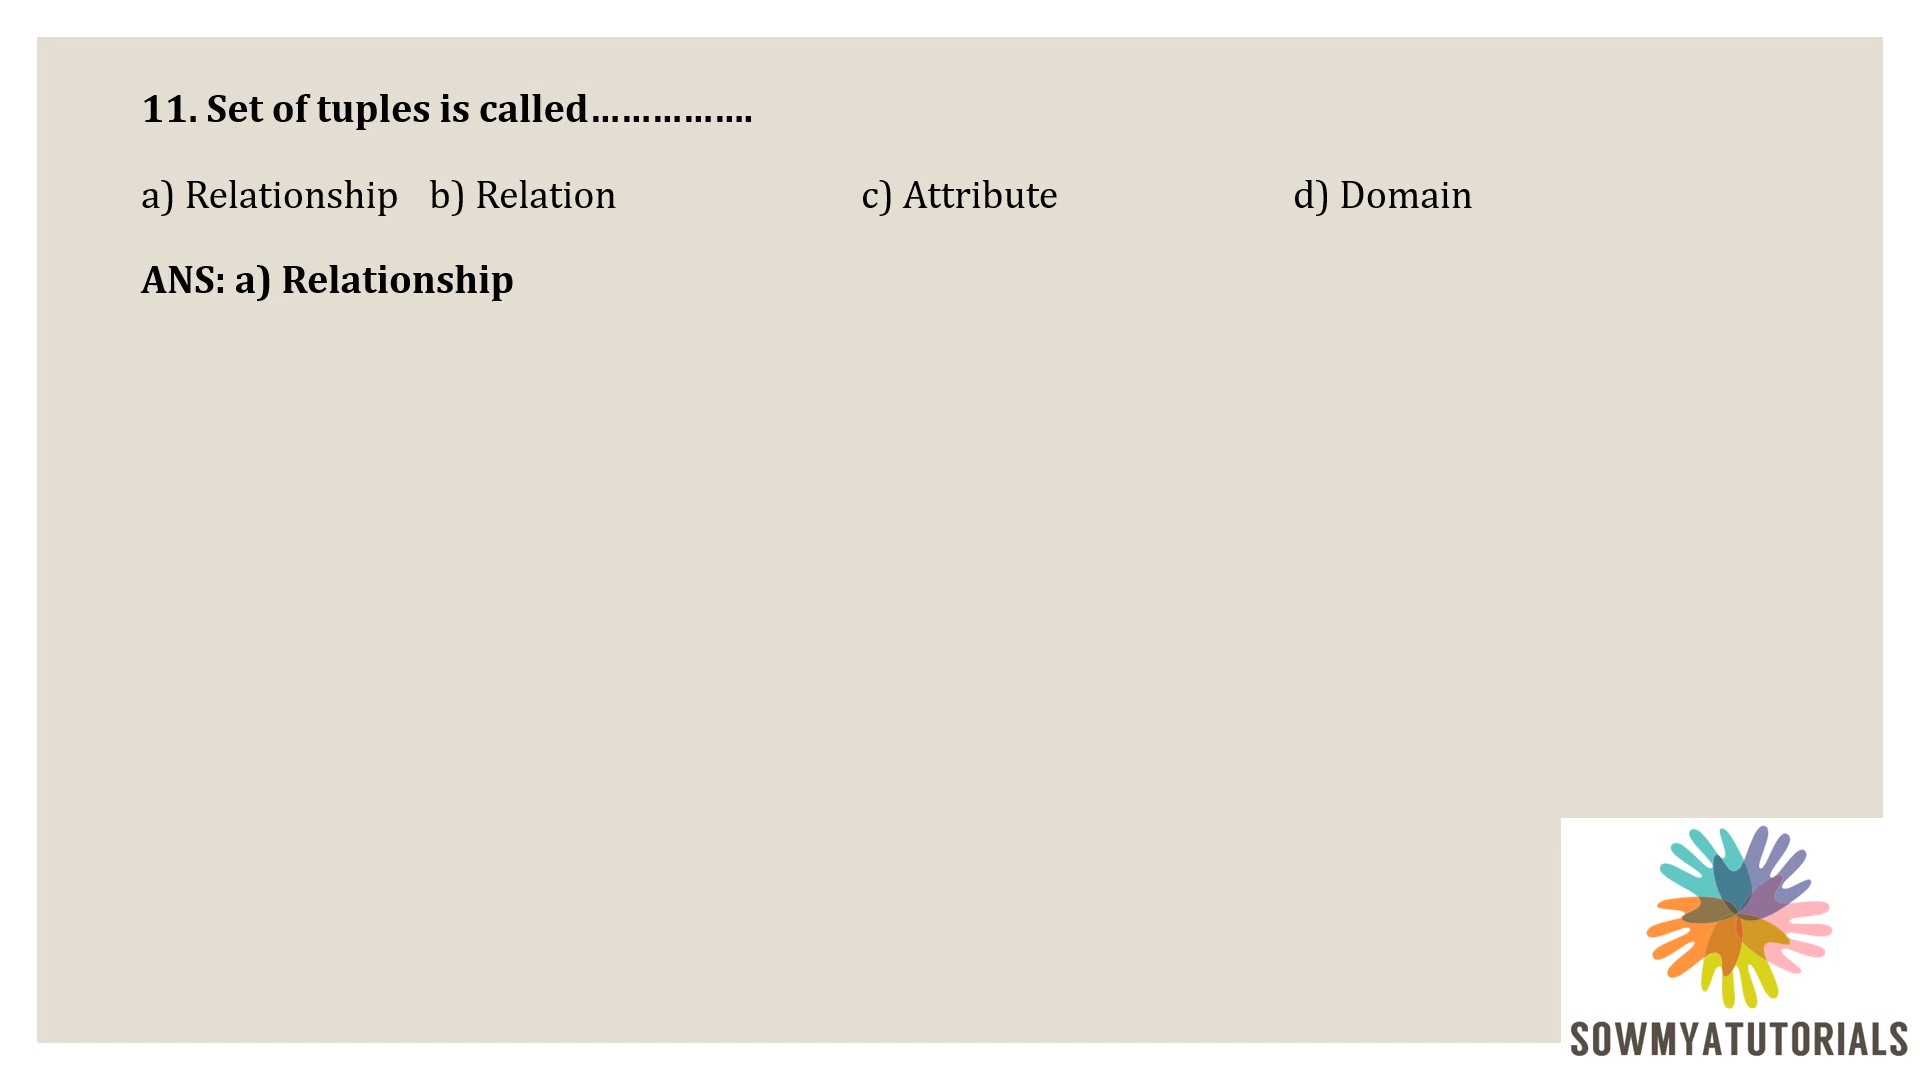 11. Set of tuples is called…………….
a) Relationship b) Relation c) Attribute d) Domain
ANS: a) Relationship
SOWMYATUTORIALS